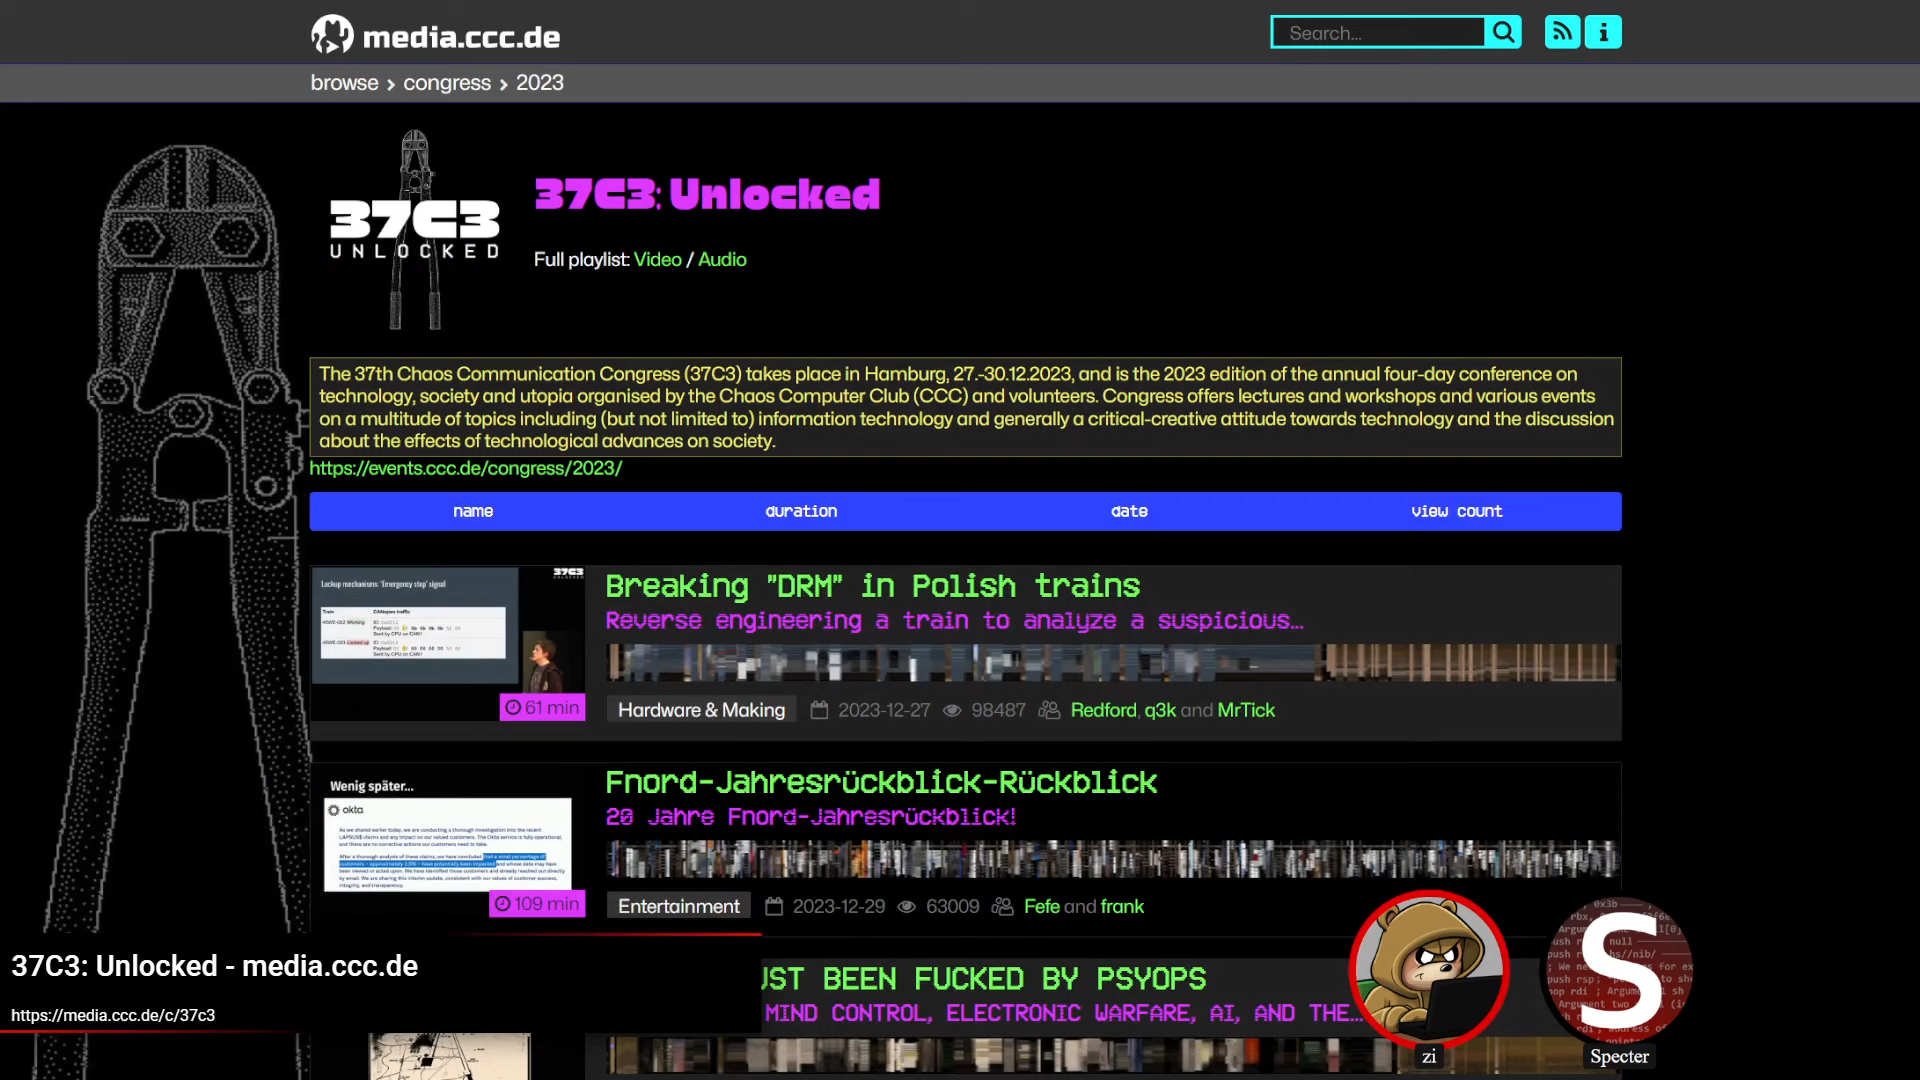 media.ccc.de
Search...
browse › congress › 2023
37C3
UNLOCKED
37C3: Unlocked
Full playlist: Video / Audio
The 37th Chaos Communication Congress (37C3) takes place in Hamburg, 27.-30.12.2023, and is the 2023 edition of the annual four-day conference on
technology, society and utopia organised by the Chaos Computer Club (CCC) and volunteers. Congress offers lectures and workshops and various events
on a multitude of topics including (but not limited to) information technology and generally a critical-creative attitude towards technology and the discussion
about the effects of technological advances on society.
https://events.ccc.de/congress/2023/
name duration date view count
Lockup mechanisms: 'Emergency stop' signal
37C3
61 min
Breaking "DRM" in Polish trains
Reverse engineering a train to analyze a suspicious...
Hardware & Making 2023-12-27 98487 Redford, q3k and MrTick
Wenig später...
okta
109 min
Fnord-Jahresrückblick-Rückblick
20 Jahre Fnord-Jahresrückblick!
Entertainment 2023-12-29 63009 Fefe and frank
BEEN FUCKED BY PSYOPS
MIND CONTROL, ELECTRONIC WARFARE, AI, AND THE...
37C3: Unlocked - media.ccc.de
https://media.ccc.de/c/37c3
zi
S
Specter